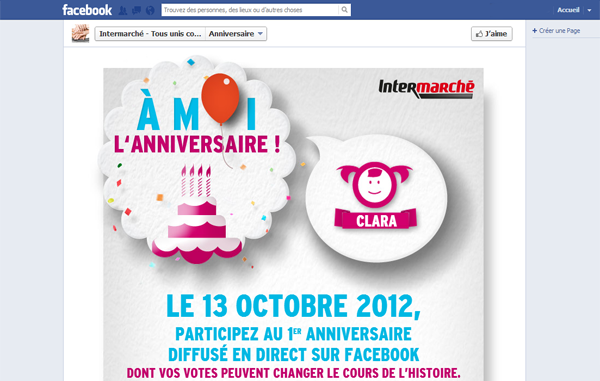 facebook
Trouvez des personnes, des lieux ou d'autres choses
Accueil
Intermarché - Tous unis co... Anniversaire
J'aime
+ Créer une Page
Intermarché
À MOI
L'ANNIVERSAIRE !
CLARA
LE 13 OCTOBRE 2012,
PARTICIPEZ AU 1ER ANNIVERSAIRE
DIFFUSÉ EN DIRECT SUR FACEBOOK
DONT VOS VOTES PEUVENT CHANGER LE COURS DE L'HISTOIRE.